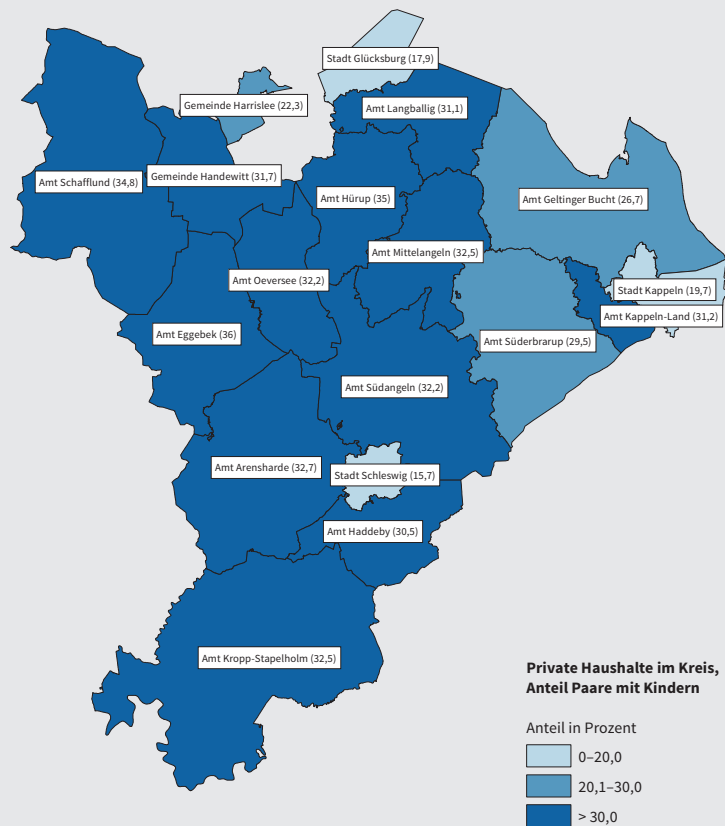 Stadt Glücksburg (17,9)
Gemeinde Harrislee (22,3)
Amt Langballig (31,1)
Amt Schafflund (34,8)
Gemeinde Handewitt (31,7)
Amt Hürup (35)
Amt Geltinger Bucht (26,7)
Amt Mittelangeln (32,5)
Amt Oeversee (32,2)
Stadt Kappeln (19,7)
Amt Kappeln-Land (31,2)
Amt Eggebek (36)
Amt Süderbrarup (29,5)
Amt Südangeln (32,2)
Amt Arensharde (32,7)
Stadt Schleswig (15,7)
Amt Haddeby (30,5)
Amt Kropp-Stapelholm (32,5)
Private Haushalte im Kreis,
Anteil Paare mit Kindern
Anteil in Prozent
0–20,0
20,1–30,0
> 30,0